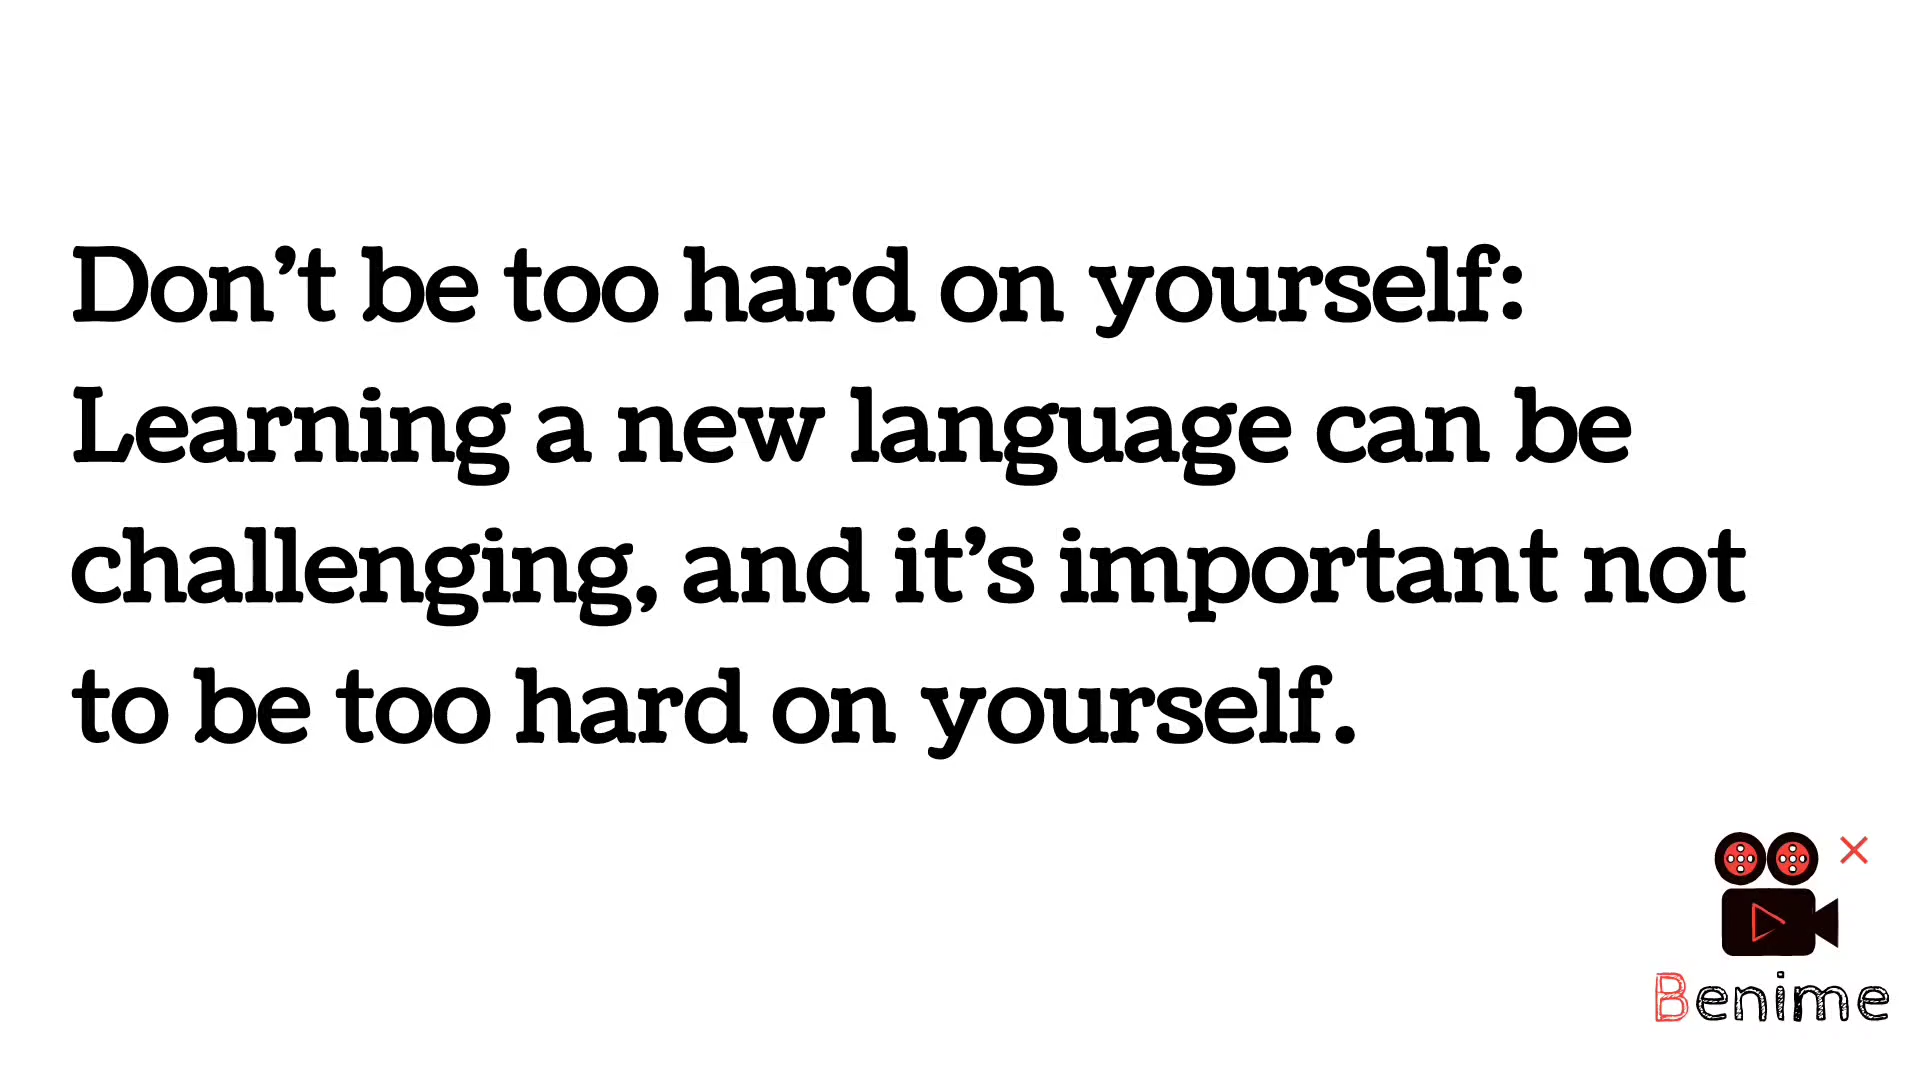 Don’t be too hard on yourself:
Learning a new language can be
challenging, and it’s important not
to be too hard on yourself.
Benime